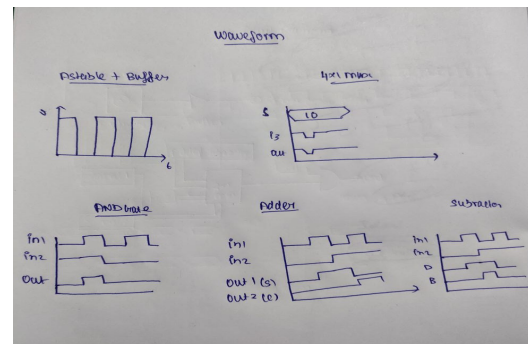 Waveform
Astable + Buffer
4x1 mux
S
10
I3
out
t
AND Gate
in1
in2
out
Adder
in1
in2
out 1 (s)
out 2 (c)
in1
in2
D
B